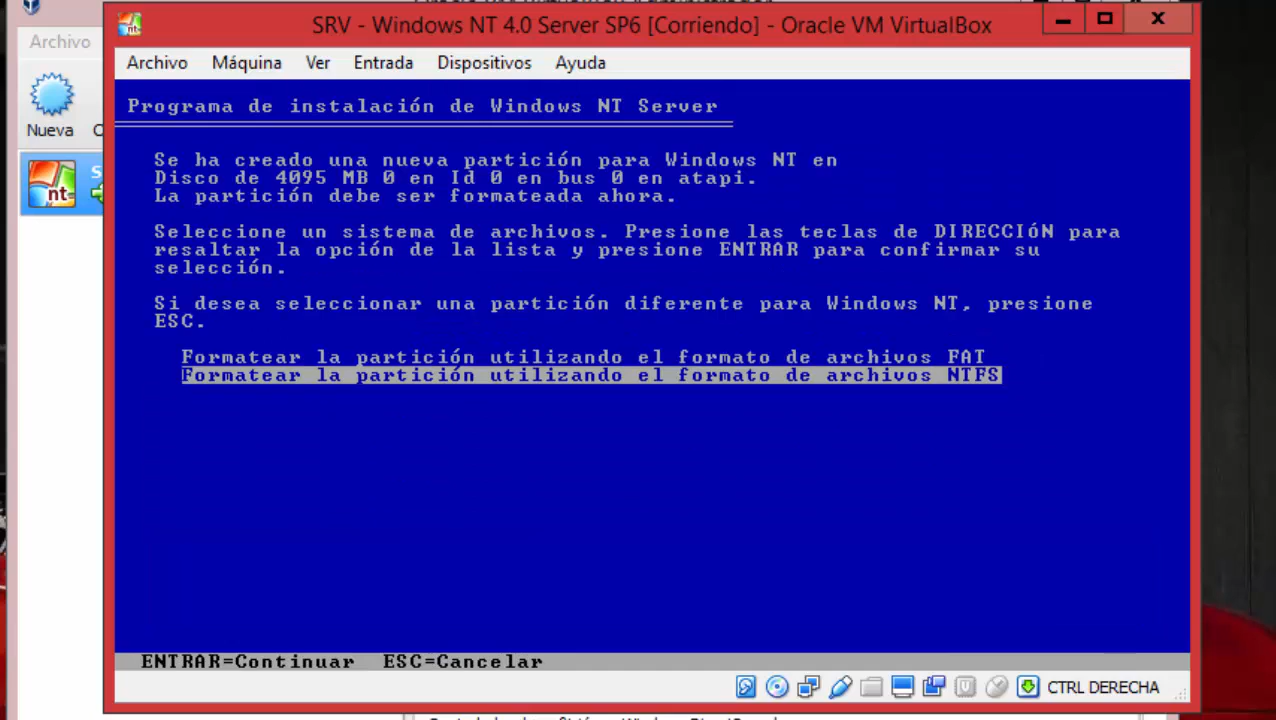 SRV - Windows NT 4.0 Server SP6 [Corriendo] - Oracle VM VirtualBox
Archivo
Archivo Máquina Ver Entrada Dispositivos Ayuda
Nueva
nt
Programa de instalación de Windows NT Server
Se ha creado una nueva partición para Windows NT en
Disco de 4095 MB 0 en Id 0 en bus 0 en atapi.
La partición debe ser formateada ahora.
Seleccione un sistema de archivos. Presione las teclas de DIRECCIóN para
resaltar la opción de la lista y presione ENTRAR para confirmar su
selección.
Si desea seleccionar una partición diferente para Windows NT, presione
ESC.
Formatear la partición utilizando el formato de archivos FAT
Formatear la partición utilizando el formato de archivos NTFS
ENTRAR=Continuar ESC=Cancelar
CTRL DERECHA